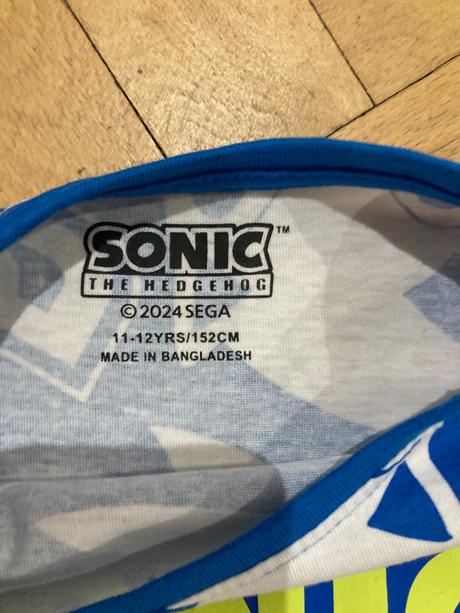 SONIC™
THE HEDGEHOG
©2024 SEGA
11-12YRS/152CM
MADE IN BANGLADESH